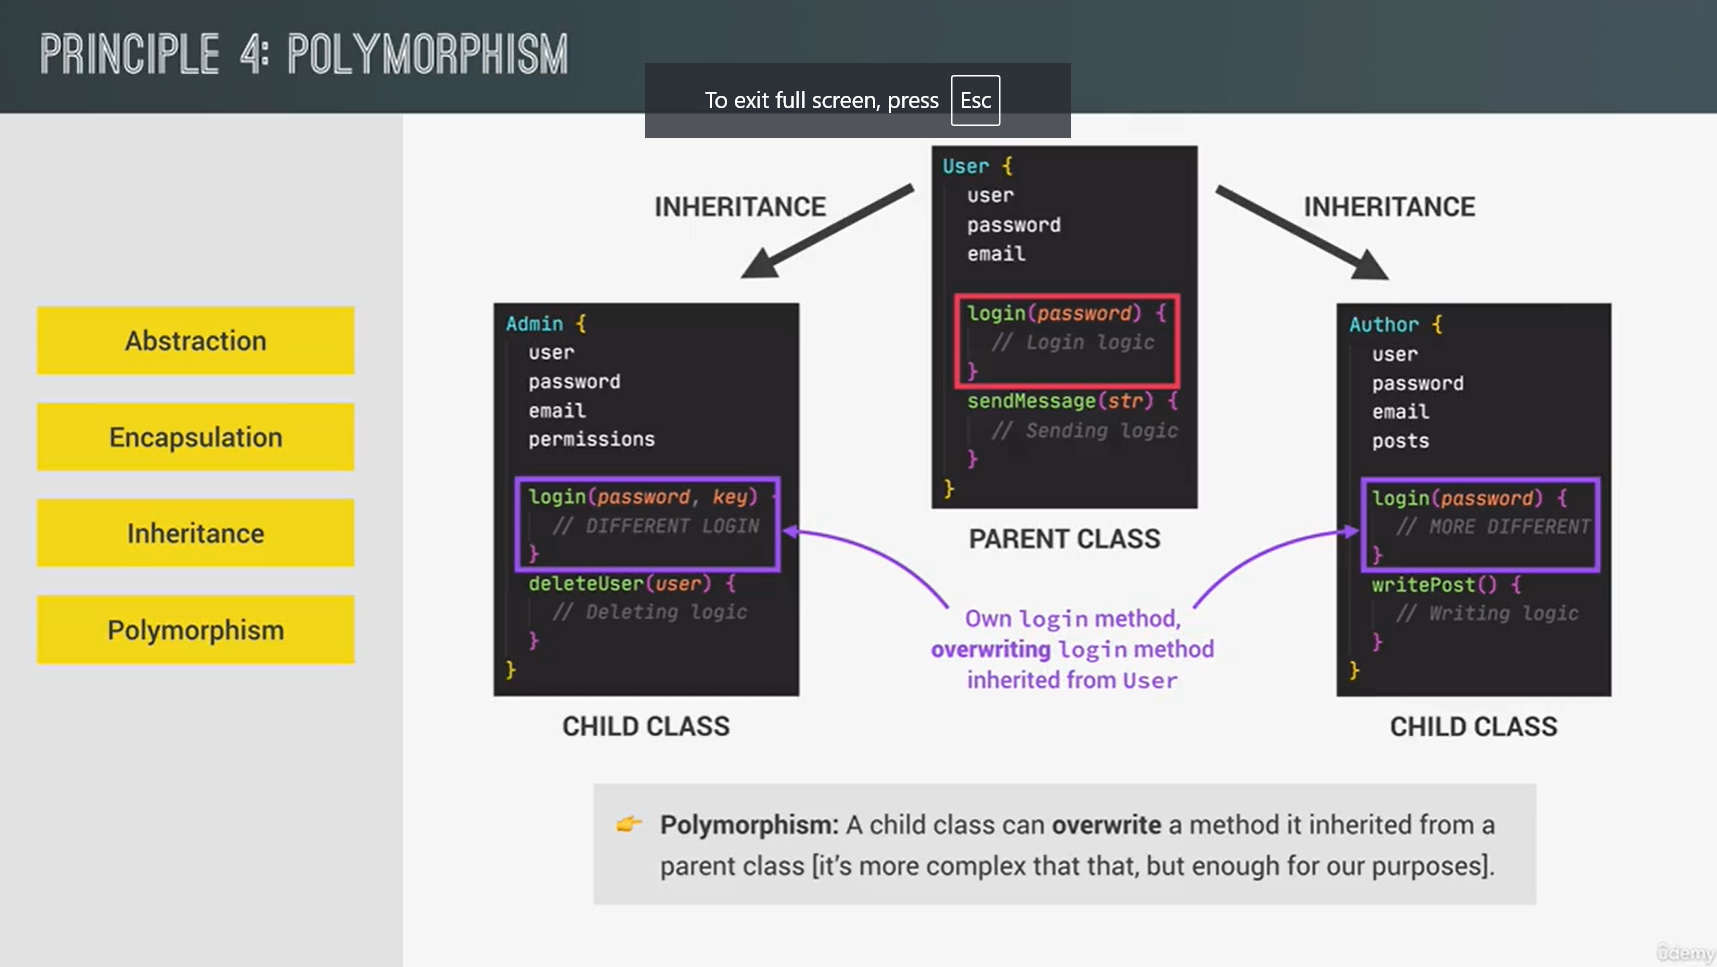 PRINCIPLE 4: POLYMORPHISM
To exit full screen, press Esc
Abstraction
Encapsulation
Inheritance
Polymorphism
INHERITANCE
INHERITANCE
User {
user
password
email
login(password) {
// Login logic
}
sendMessage(str) {
// Sending logic
}
}
PARENT CLASS
Admin {
user
password
email
permissions
login(password, key) {
// DIFFERENT LOGIN
}
deleteUser(user) {
// Deleting logic
}
}
CHILD CLASS
Own login method,
overwriting login method
inherited from User
Author {
user
password
email
posts
login(password) {
// MORE DIFFERENT
}
writePost() {
// Writing logic
}
}
CHILD CLASS
👉 Polymorphism: A child class can overwrite a method it inherited from a
parent class [it's more complex that that, but enough for our purposes].
ûdemy